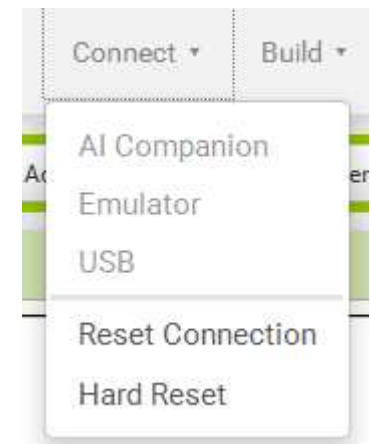 Connect ▾ Build ▾
AI Companion
Emulator
USB
Reset Connection
Hard Reset